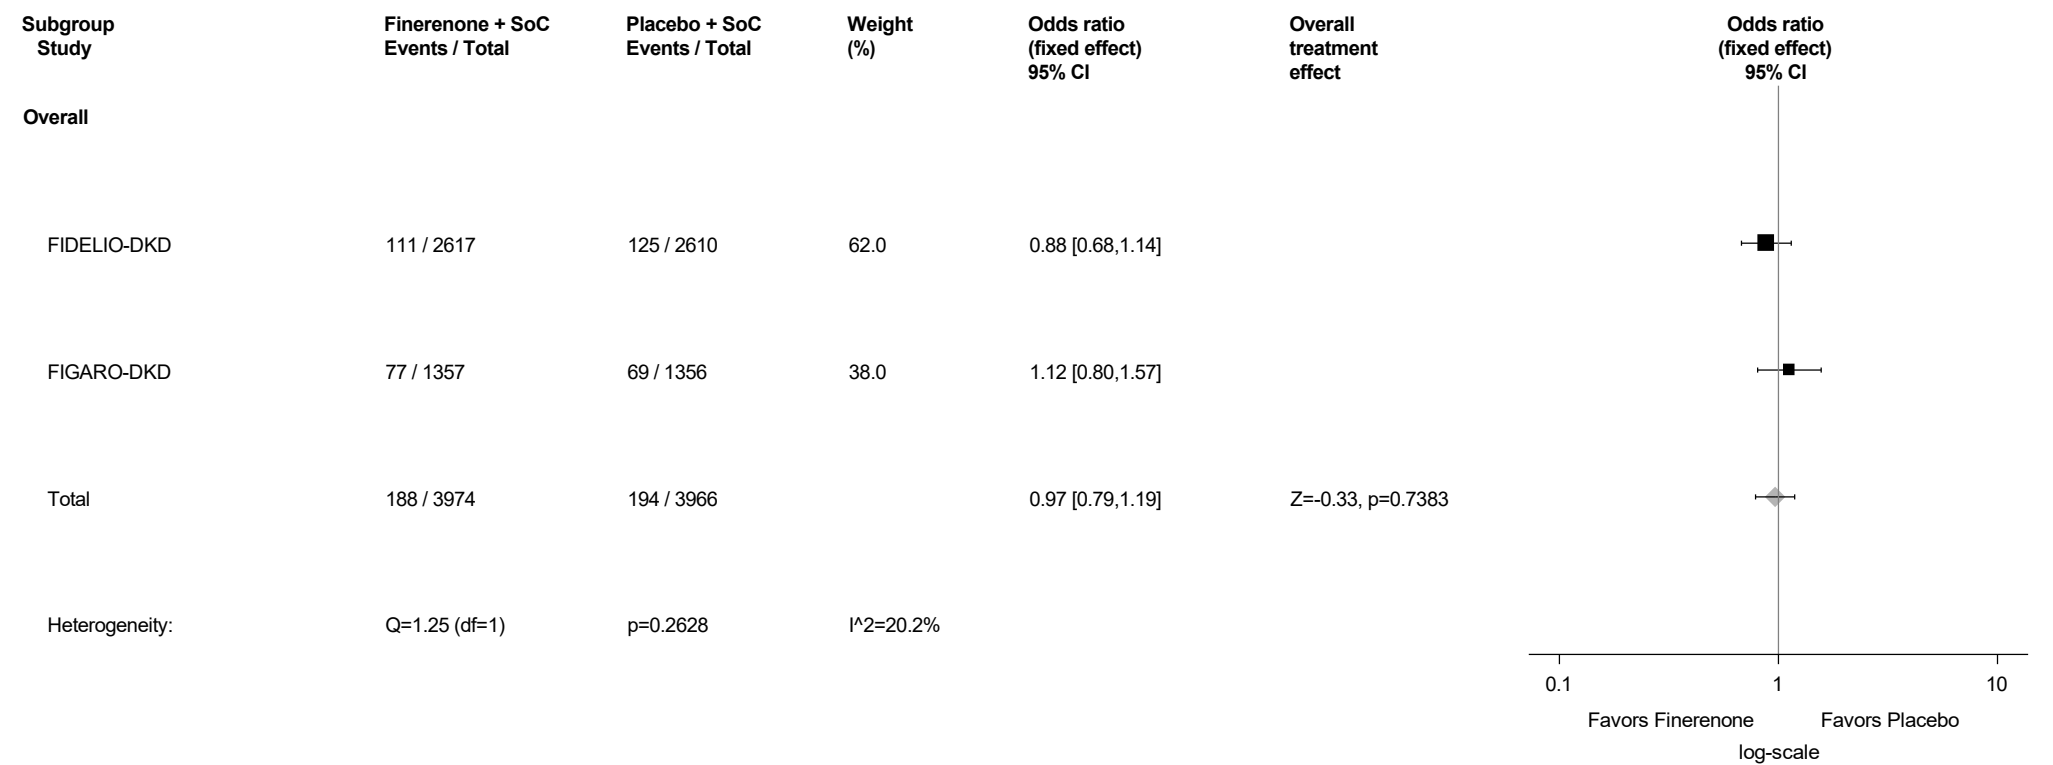 Subgroup Finerenone + SoC Placebo + SoC Weight Odds ratio Overall Odds ratio
Study Events / Total Events / Total (%) (fixed effect) treatment (fixed effect)
95% CI effect 95% CI
Overall
FIDELIO-DKD 111 / 2617 125 / 2610 62.0 0.88 [0.68,1.14]
FIGARO-DKD 77 / 1357 69 / 1356 38.0 1.12 [0.80,1.57]
Total 188 / 3974 194 / 3966 0.97 [0.79,1.19] Z=-0.33, p=0.7383
Heterogeneity: Q=1.25 (df=1) p=0.2628 I^2=20.2%
0.1 1 10
Favors Finerenone Favors Placebo
log-scale